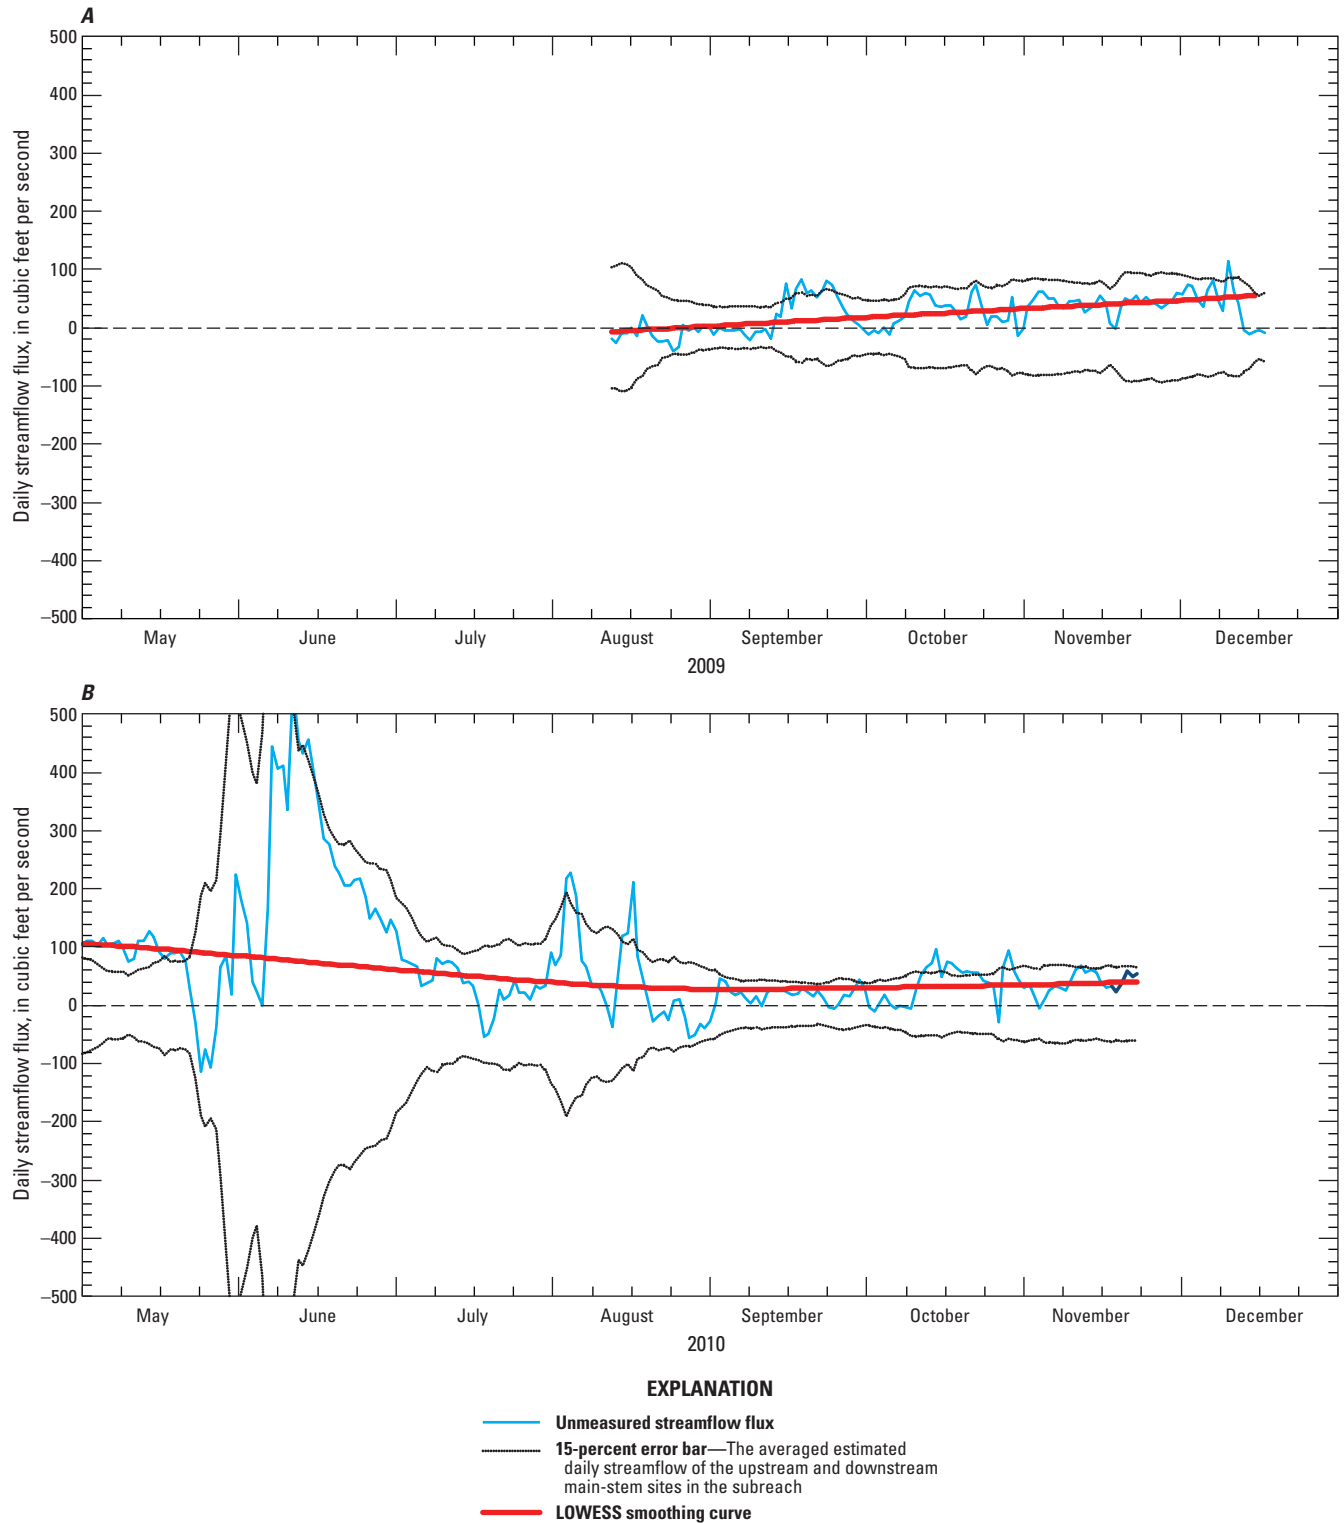 A
500
400
300
200
100
0
–100
–200
–300
–400
–500
Daily streamflow flux, in cubic feet per second
May June July August September October November December
2009
B
500
400
300
200
100
0
–100
–200
–300
–400
–500
Daily streamflow flux, in cubic feet per second
May June July August September October November December
2010
EXPLANATION
Unmeasured streamflow flux
15-percent error bar—The averaged estimated
daily streamflow of the upstream and downstream
main-stem sites in the subreach
LOWESS smoothing curve